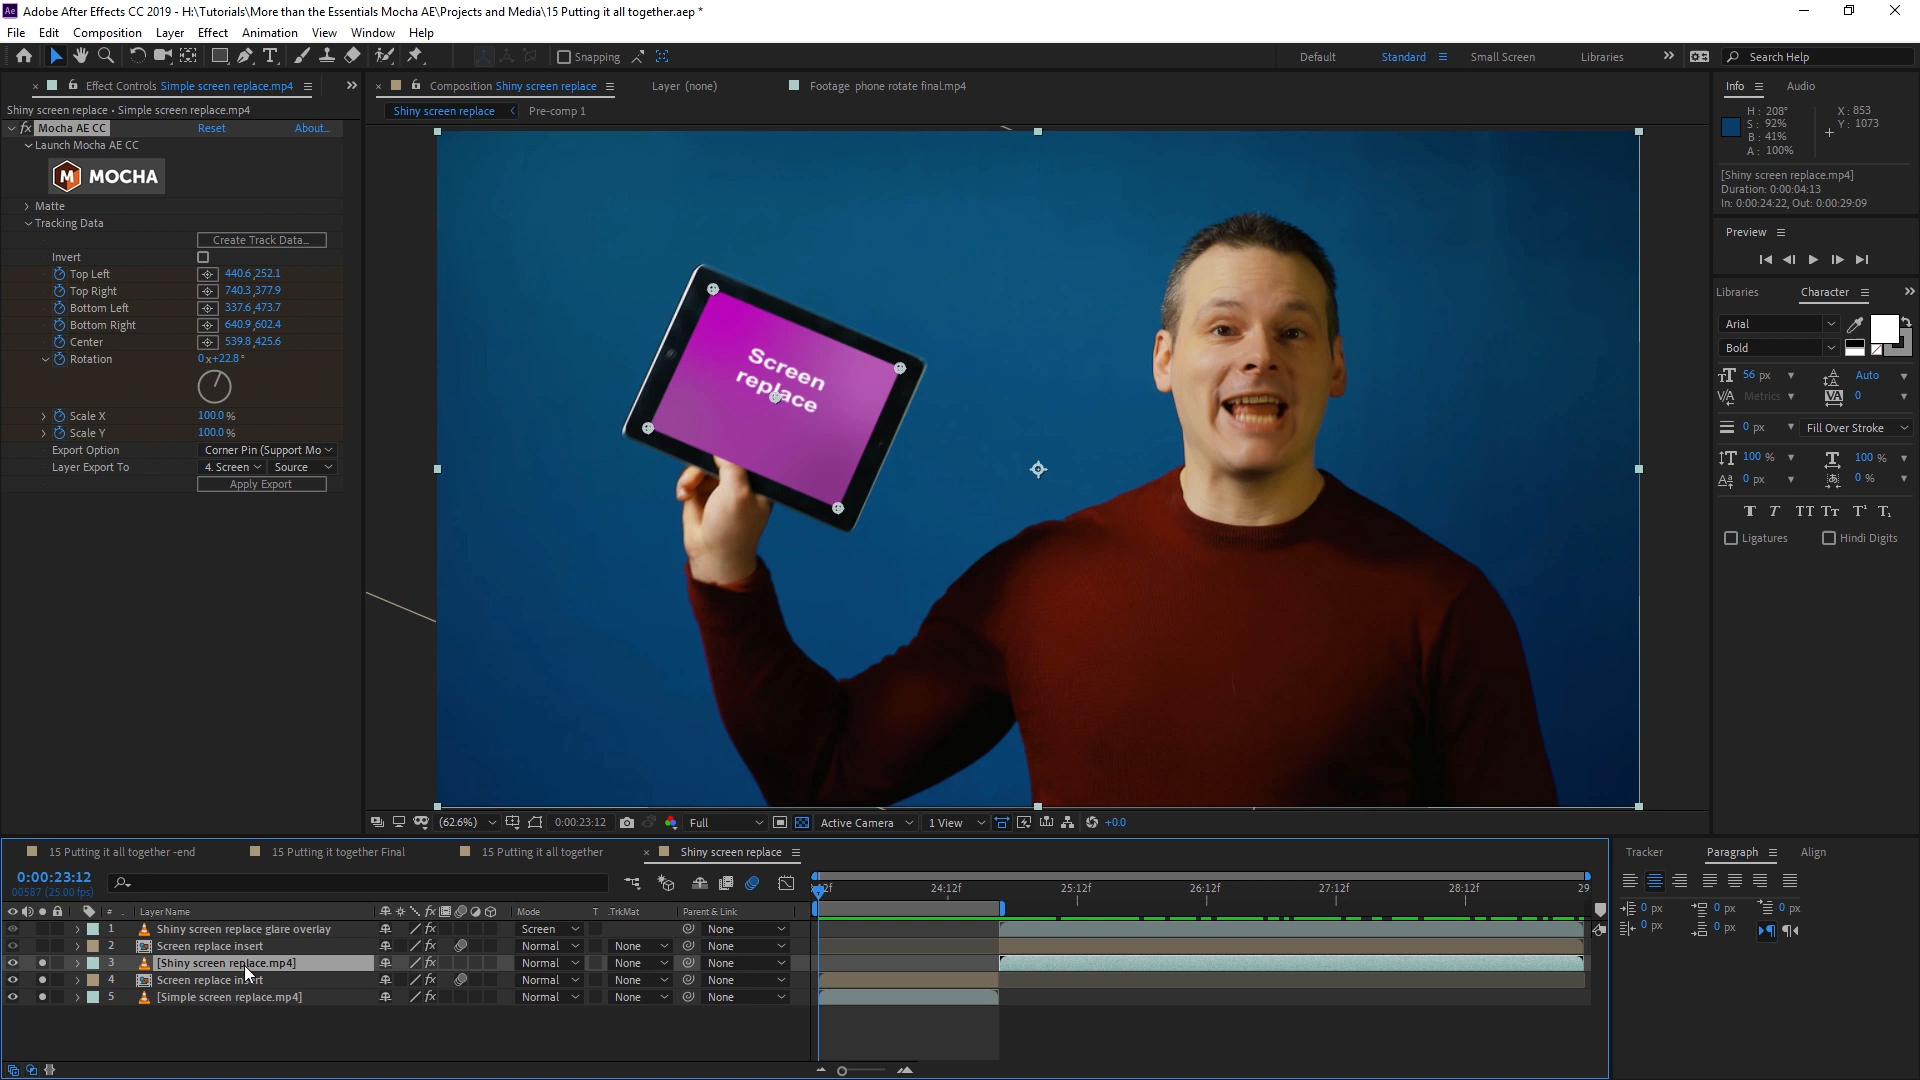 Adobe After Effects CC 2019 - H:\Tutorials\More than the Essentials Mocha AE\Projects and Media\15 Putting it all together.aep *
File Edit Composition Layer Effect Animation View Window Help
Snapping Default Standard Small Screen Libraries Search Help
Effect Controls Simple screen replace.mp4
Composition Shiny screen replace Layer (none) Footage phone rotate final.mp4
Info Audio
Shiny screen replace • Simple screen replace.mp4
Shiny screen replace Pre-comp 1
fx Mocha AE CC Reset About...
Launch Mocha AE CC
M MOCHA
Matte
Tracking Data
Create Track Data...
Invert
Top Left 440.6,252.1
Top Right 740.3,377.9
Bottom Left 337.6,473.7
Bottom Right 640.9,602.4
Center 539.8,425.6
Rotation 0x+22.8°
Scale X 100.0%
Scale Y 100.0%
Export Option Corner Pin (Support Mo
Layer Export To 4. Screen Source
Apply Export
Screen
replace
H: 208° X: 853
S: 92% Y: 1073
B: 41%
A: 100%
[Shiny screen replace.mp4]
Duration: 0:00:04:13
In: 0:00:24:22, Out: 0:00:29:09
Preview
Libraries Character
Arial
Bold
56 px Auto
Metrics 0
0 px Fill Over Stroke
100 % 100 %
0 px 0 %
T T TT Tt T¹ T₁
Ligatures Hindi Digits
(62.6%) 0:00:23:12 Full Active Camera 1 View +0.0
15 Putting it all together -end 15 Putting it together Final 15 Putting it all together Shiny screen replace
Tracker Paragraph Align
0:00:23:12
00587 (25.00 fps)
24:12f 25:12f 26:12f 27:12f 28:12f 29
# Layer Name fx Mode T .TrkMat Parent & Link
1 Shiny screen replace glare overlay fx Screen None
2 Screen replace insert fx Normal None None
3 [Shiny screen replace.mp4] fx Normal None None
4 Screen replace insert fx Normal None None
5 [Simple screen replace.mp4] fx Normal None None
0 px 0 px 0 px
0 px 0 px